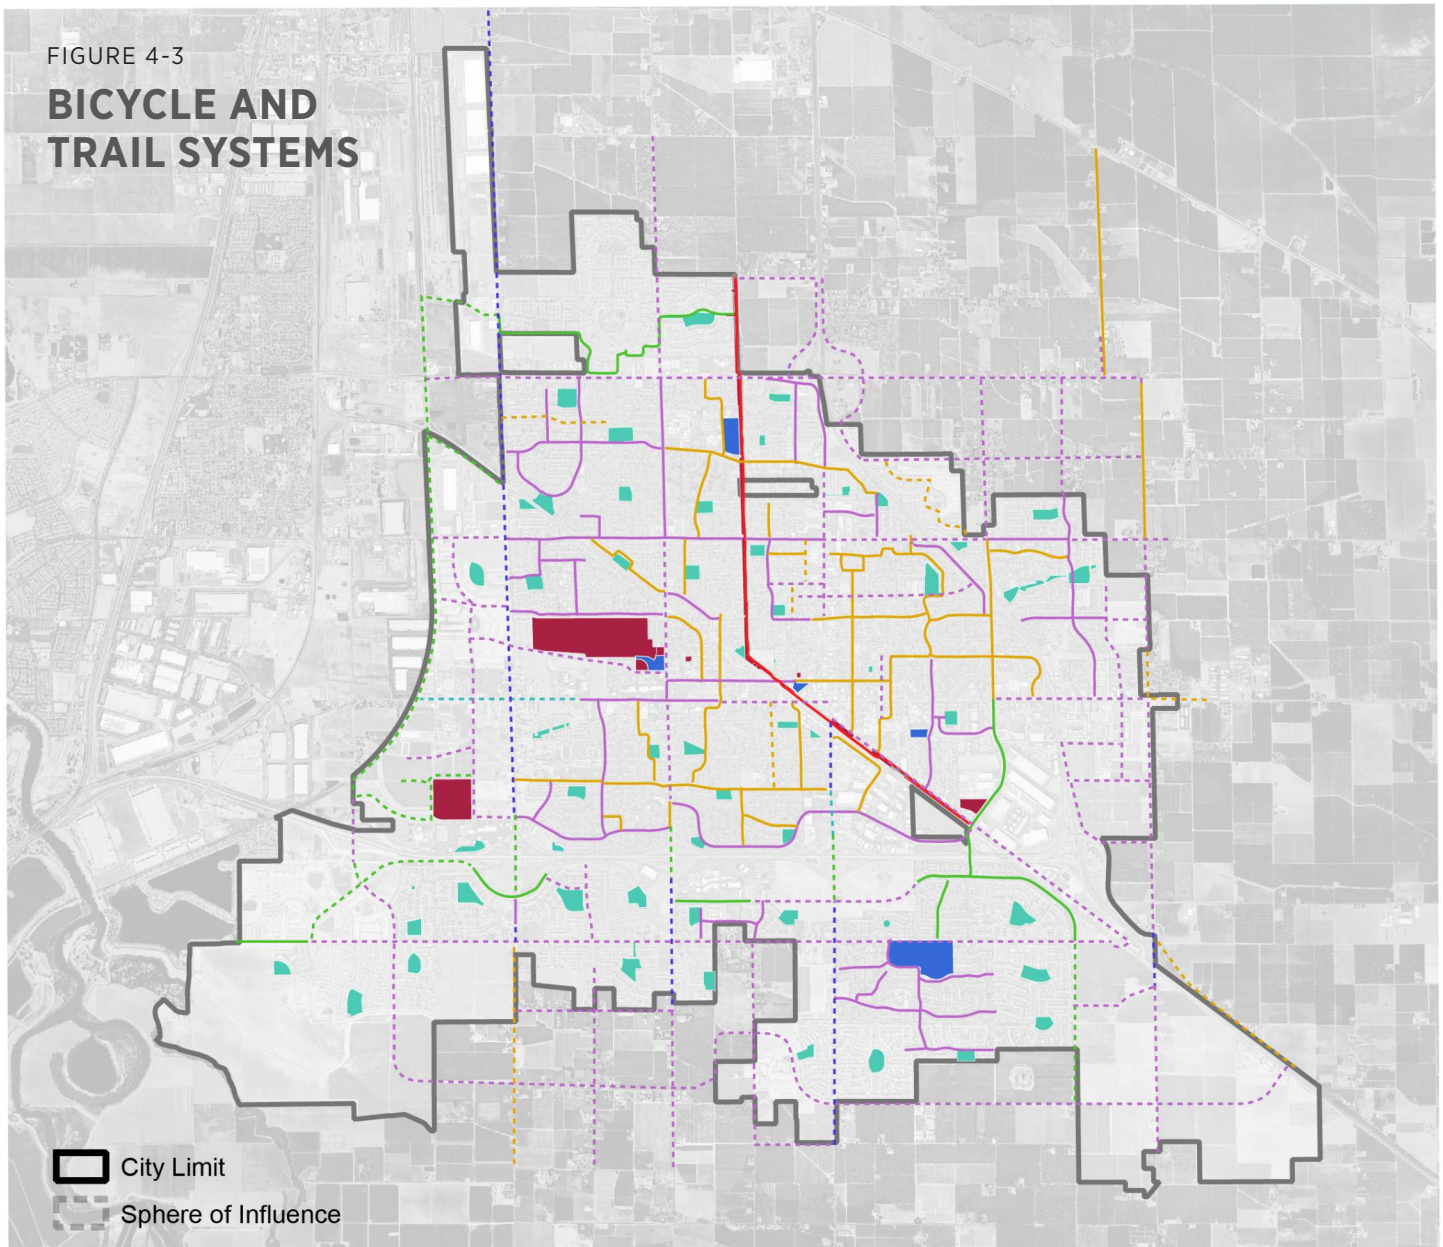 FIGURE 4-3
BICYCLE AND
TRAIL SYSTEMS
City Limit
Sphere of Influence